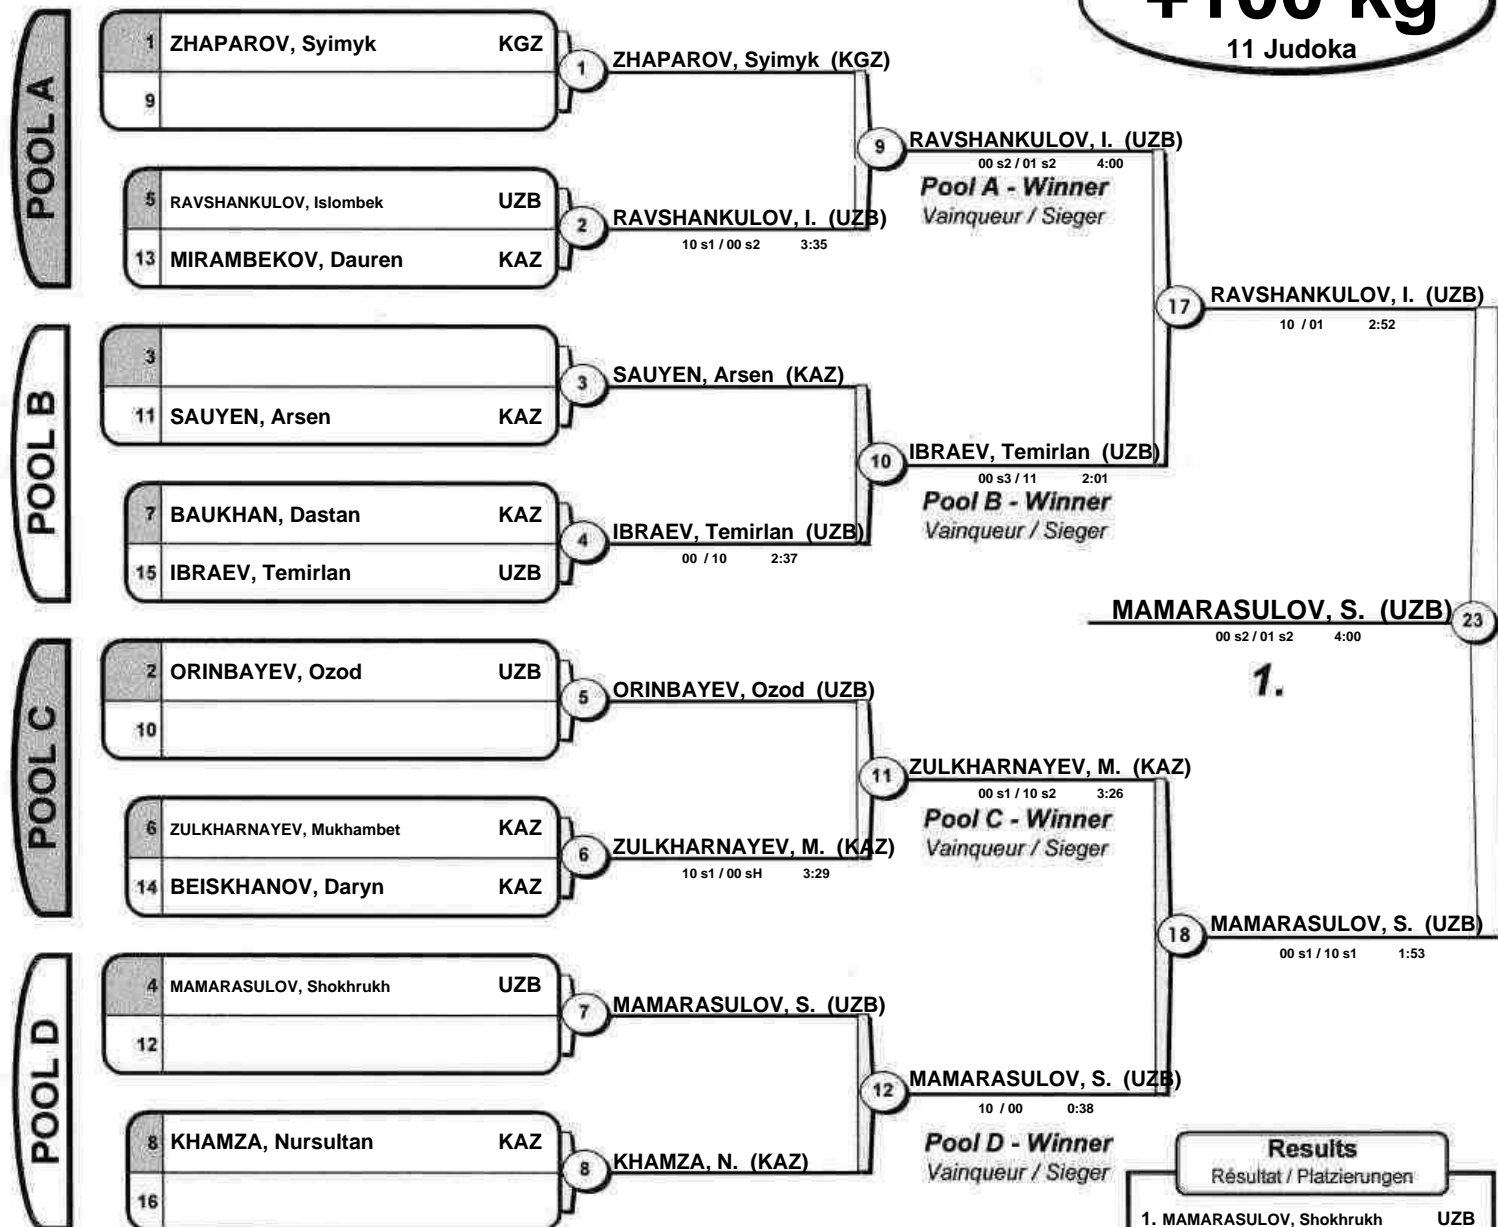 +100 kg
11 Judoka
POOL A
1 ZHAPAROV, Syimyk KGZ
9
1
ZHAPAROV, Syimyk (KGZ)
5 RAVSHANKULOV, Islombek UZB
13 MIRAMBEKOV, Dauren KAZ
2
RAVSHANKULOV, I. (UZB)
10 s1 / 00 s2 3:35
9
RAVSHANKULOV, I. (UZB)
00 s2 / 01 s2 4:00
Pool A - Winner
Vainqueur / Sieger
POOL B
3
11 SAUYEN, Arsen KAZ
3
SAUYEN, Arsen (KAZ)
7 BAUKHAN, Dastan KAZ
15 IBRAEV, Temirlan UZB
4
IBRAEV, Temirlan (UZB)
00 / 10 2:37
10
IBRAEV, Temirlan (UZB)
00 s3 / 11 2:01
Pool B - Winner
Vainqueur / Sieger
17
RAVSHANKULOV, I. (UZB)
10 / 01 2:52
MAMARASULOV, S. (UZB)
23
00 s2 / 01 s2 4:00
1.
POOL C
2 ORINBAYEV, Ozod UZB
10
5
ORINBAYEV, Ozod (UZB)
6 ZULKHARNAYEV, Mukhambet KAZ
14 BEISKHANOV, Daryn KAZ
6
ZULKHARNAYEV, M. (KAZ)
10 s1 / 00 sH 3:29
11
ZULKHARNAYEV, M. (KAZ)
00 s1 / 10 s2 3:26
Pool C - Winner
Vainqueur / Sieger
18
MAMARASULOV, S. (UZB)
00 s1 / 10 s1 1:53
POOL D
4 MAMARASULOV, Shokhrukh UZB
12
7
MAMARASULOV, S. (UZB)
8 KHAMZA, Nursultan KAZ
16
8
KHAMZA, N. (KAZ)
12
MAMARASULOV, S. (UZB)
10 / 00 0:38
Pool D - Winner
Vainqueur / Sieger
Results
Résultat / Platzierungen
1. MAMARASULOV, Shokhrukh UZB